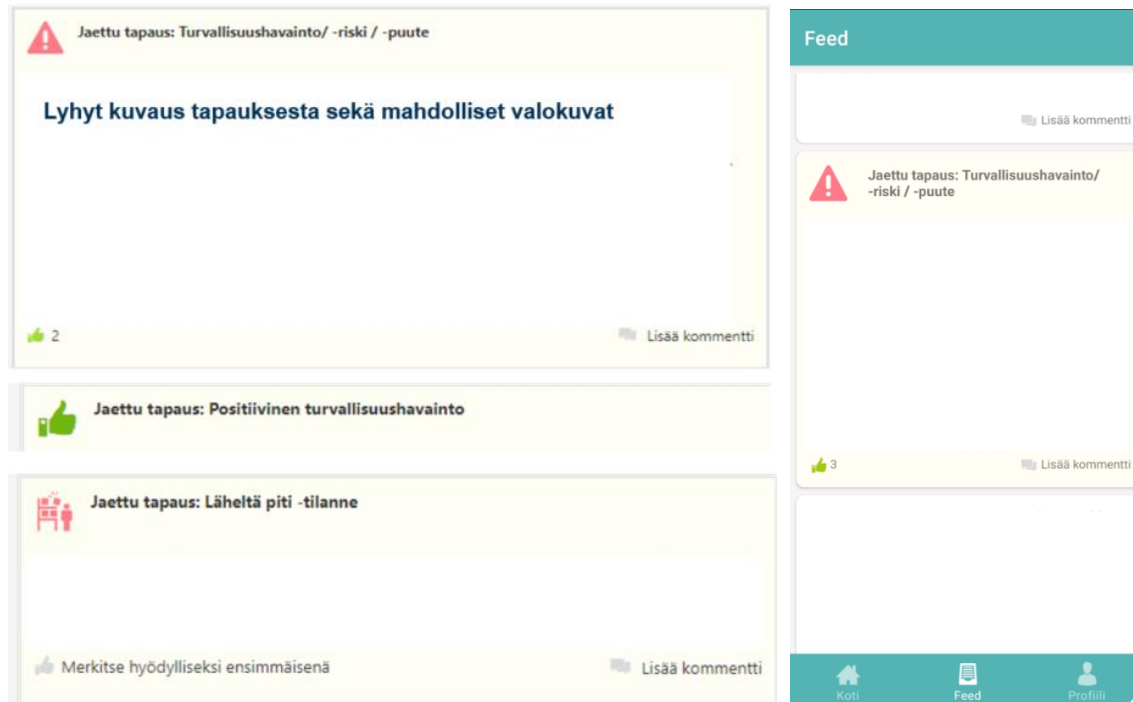 Jaettu tapaus: Turvallisuushavainto/ -riski / -puute
Lyhyt kuvaus tapauksesta sekä mahdolliset valokuvat
2
Lisää kommentti
Jaettu tapaus: Positiivinen turvallisuushavainto
Jaettu tapaus: Läheltä piti -tilanne
Merkitse hyödylliseksi ensimmäisenä
Lisää kommentti
Feed
Lisää kommentti
Jaettu tapaus: Turvallisuushavainto/
-riski / -puute
3
Lisää kommentti
Koti
Feed
Profiili